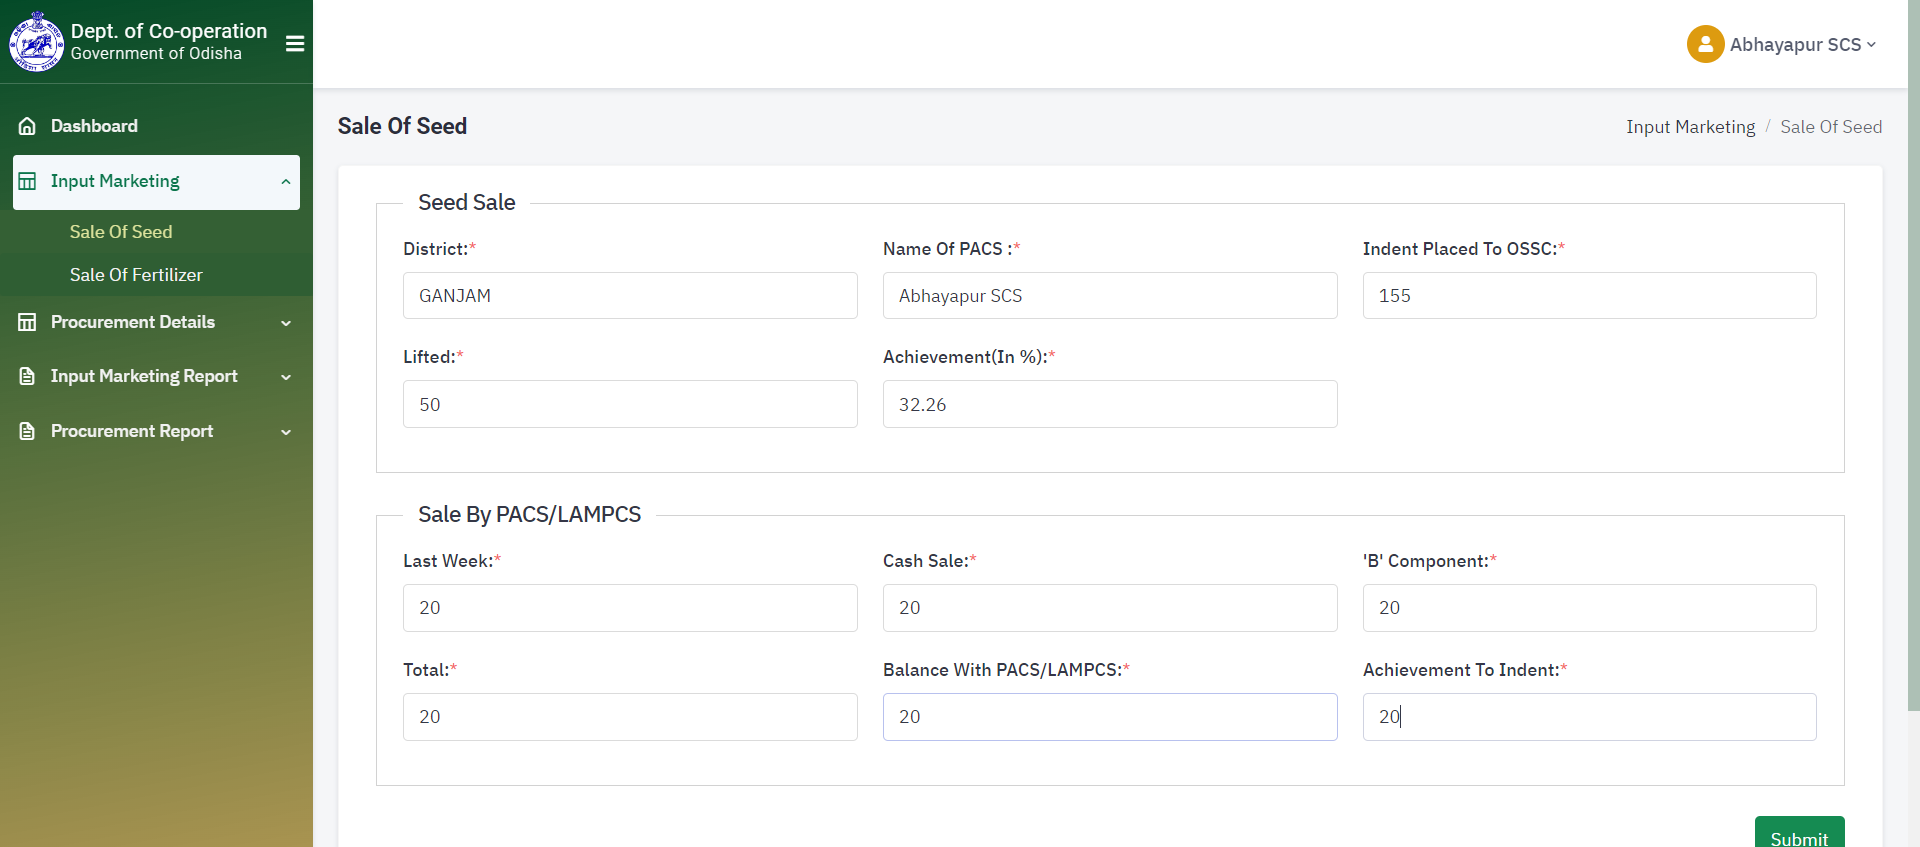 Dept. of Co-operation
Government of Odisha
Abhayapur SCS
Dashboard
Input Marketing
Sale Of Seed
Sale Of Fertilizer
Procurement Details
Input Marketing Report
Procurement Report
Sale Of Seed
Input Marketing / Sale Of Seed
Seed Sale
District:* Name Of PACS :* Indent Placed To OSSC:*
GANJAM Abhayapur SCS 155
Lifted:* Achievement(In %):*
50 32.26
Sale By PACS/LAMPCS
Last Week:* Cash Sale:* 'B' Component:*
20 20 20
Total:* Balance With PACS/LAMPCS:* Achievement To Indent:*
20 20 20
Submit